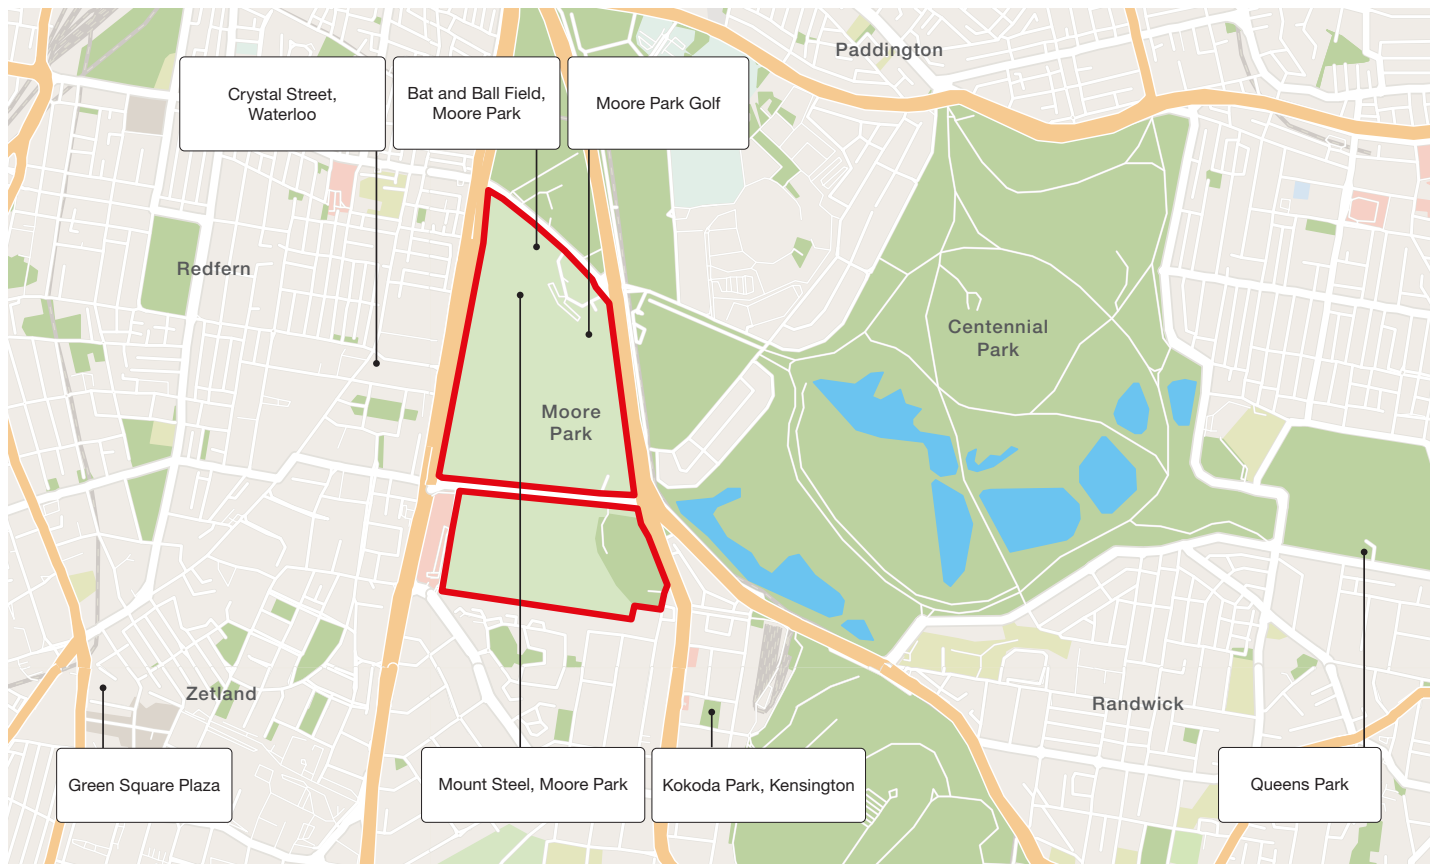 Paddington
Crystal Street,
Waterloo
Bat and Ball Field,
Moore Park
Moore Park Golf
Redfern
Centennial
Park
Moore
Park
Zetland
Randwick
Green Square Plaza
Mount Steel, Moore Park
Kokoda Park, Kensington
Queens Park